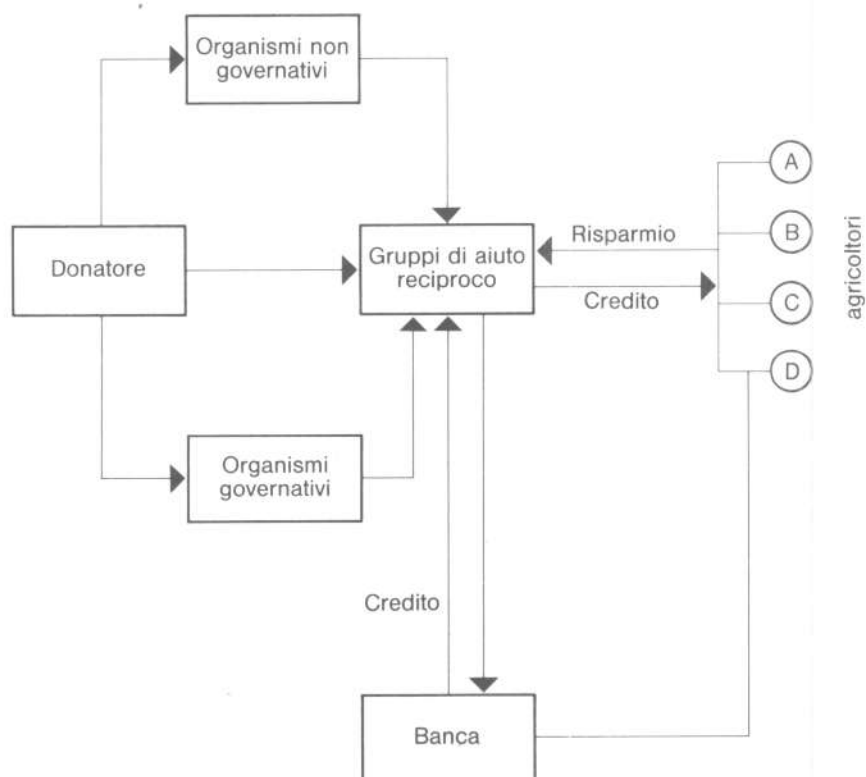 Organismi non
governativi
A
Risparmio
B
Donatore
Gruppi di aiuto
reciproco
Credito
C
agricoltori
D
Organismi
governativi
Credito
Banca